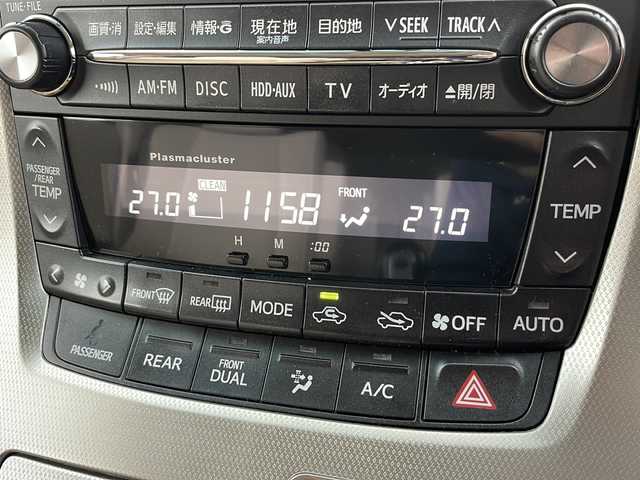 TUNE·FILE
画質·消 設定·編集 情報·G 現在地 目的地 ∨SEEK TRACK∧
案内音声
AM·FM DISC HDD·AUX TV オーディオ ▲開/閉
Plasmacluster
PASSENGER
/REAR
TEMP
27.0 CLEAN 11 58 FRONT 27.0
TEMP
H M :00
FRONT REAR MODE OFF AUTO
PASSENGER REAR FRONT DUAL A/C